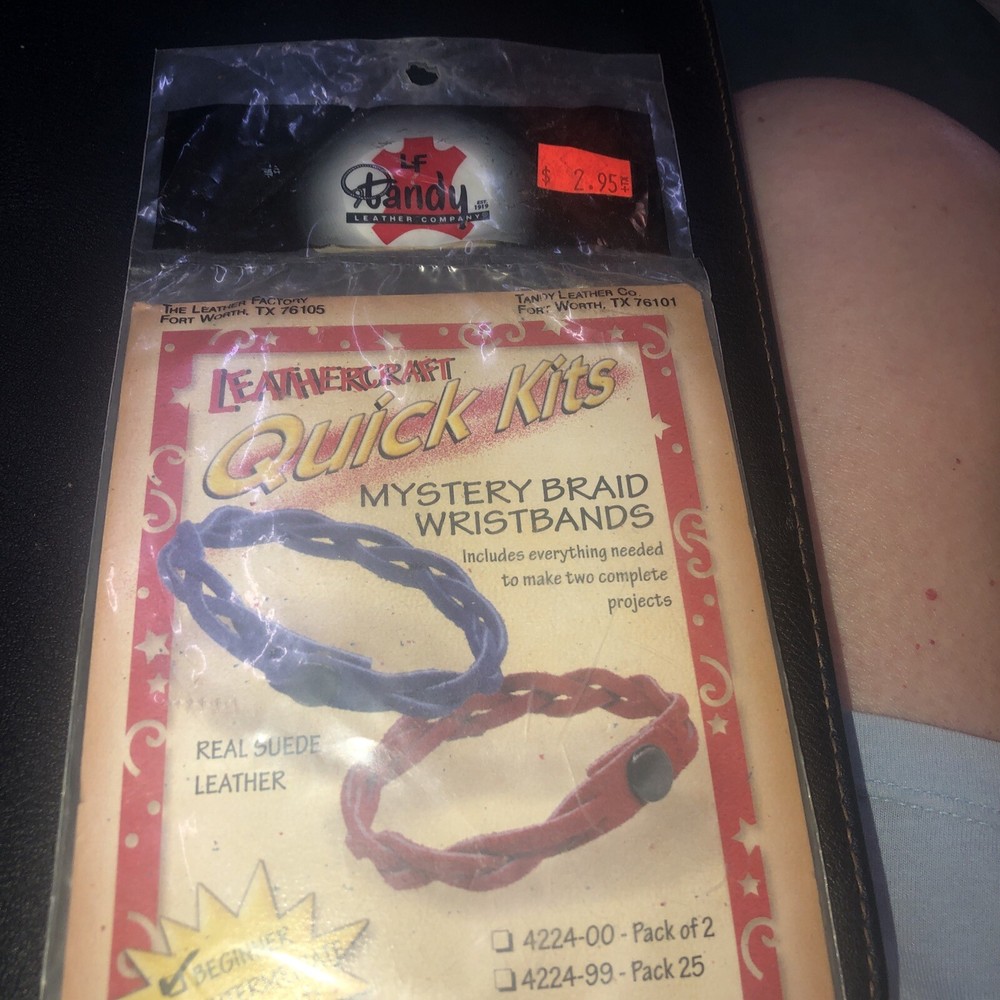 LF
Tandy
EST. 1919
LEATHER COMPANY
$ 2.95
THE LEATHER FACTORY
FORT WORTH, TX 76105
TANDY LEATHER CO.
FORT WORTH, TX 76101
LEATHERCRAFT
Quick Kits
MYSTERY BRAID
WRISTBANDS
Includes everything needed
to make two complete
projects
REAL SUEDE
LEATHER
BEGINNER
4224-00 - Pack of 2
4224-99 - Pack 25